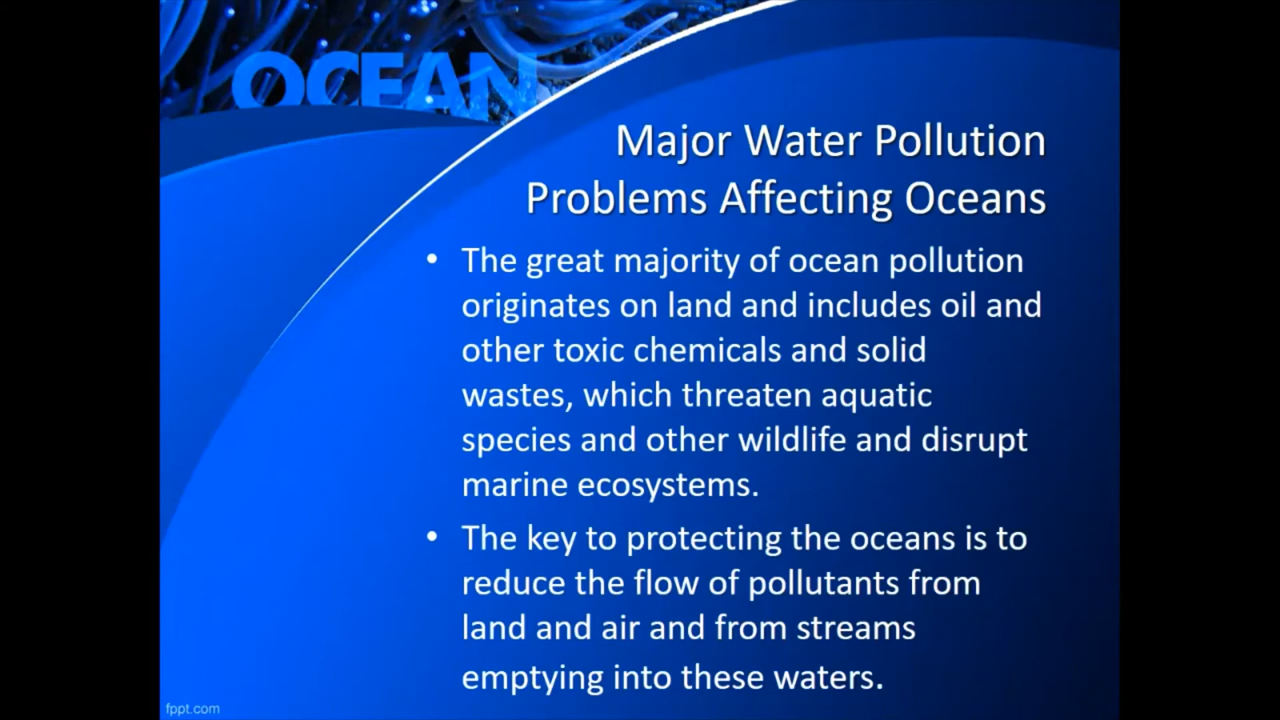 OCEAN
Major Water Pollution
Problems Affecting Oceans
• The great majority of ocean pollution
originates on land and includes oil and
other toxic chemicals and solid
wastes, which threaten aquatic
species and other wildlife and disrupt
marine ecosystems.
• The key to protecting the oceans is to
reduce the flow of pollutants from
land and air and from streams
emptying into these waters.
fppt.com